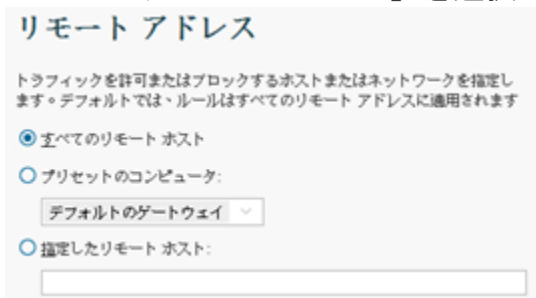 リモート アドレス
トラフィックを許可またはブロックするホストまたはネットワークを指定し
ます。デフォルトでは、ルールはすべてのリモート アドレスに適用されます
すべてのリモート ホスト
プリセットのコンピュータ:
デフォルトのゲートウェイ
指定したリモート ホスト: